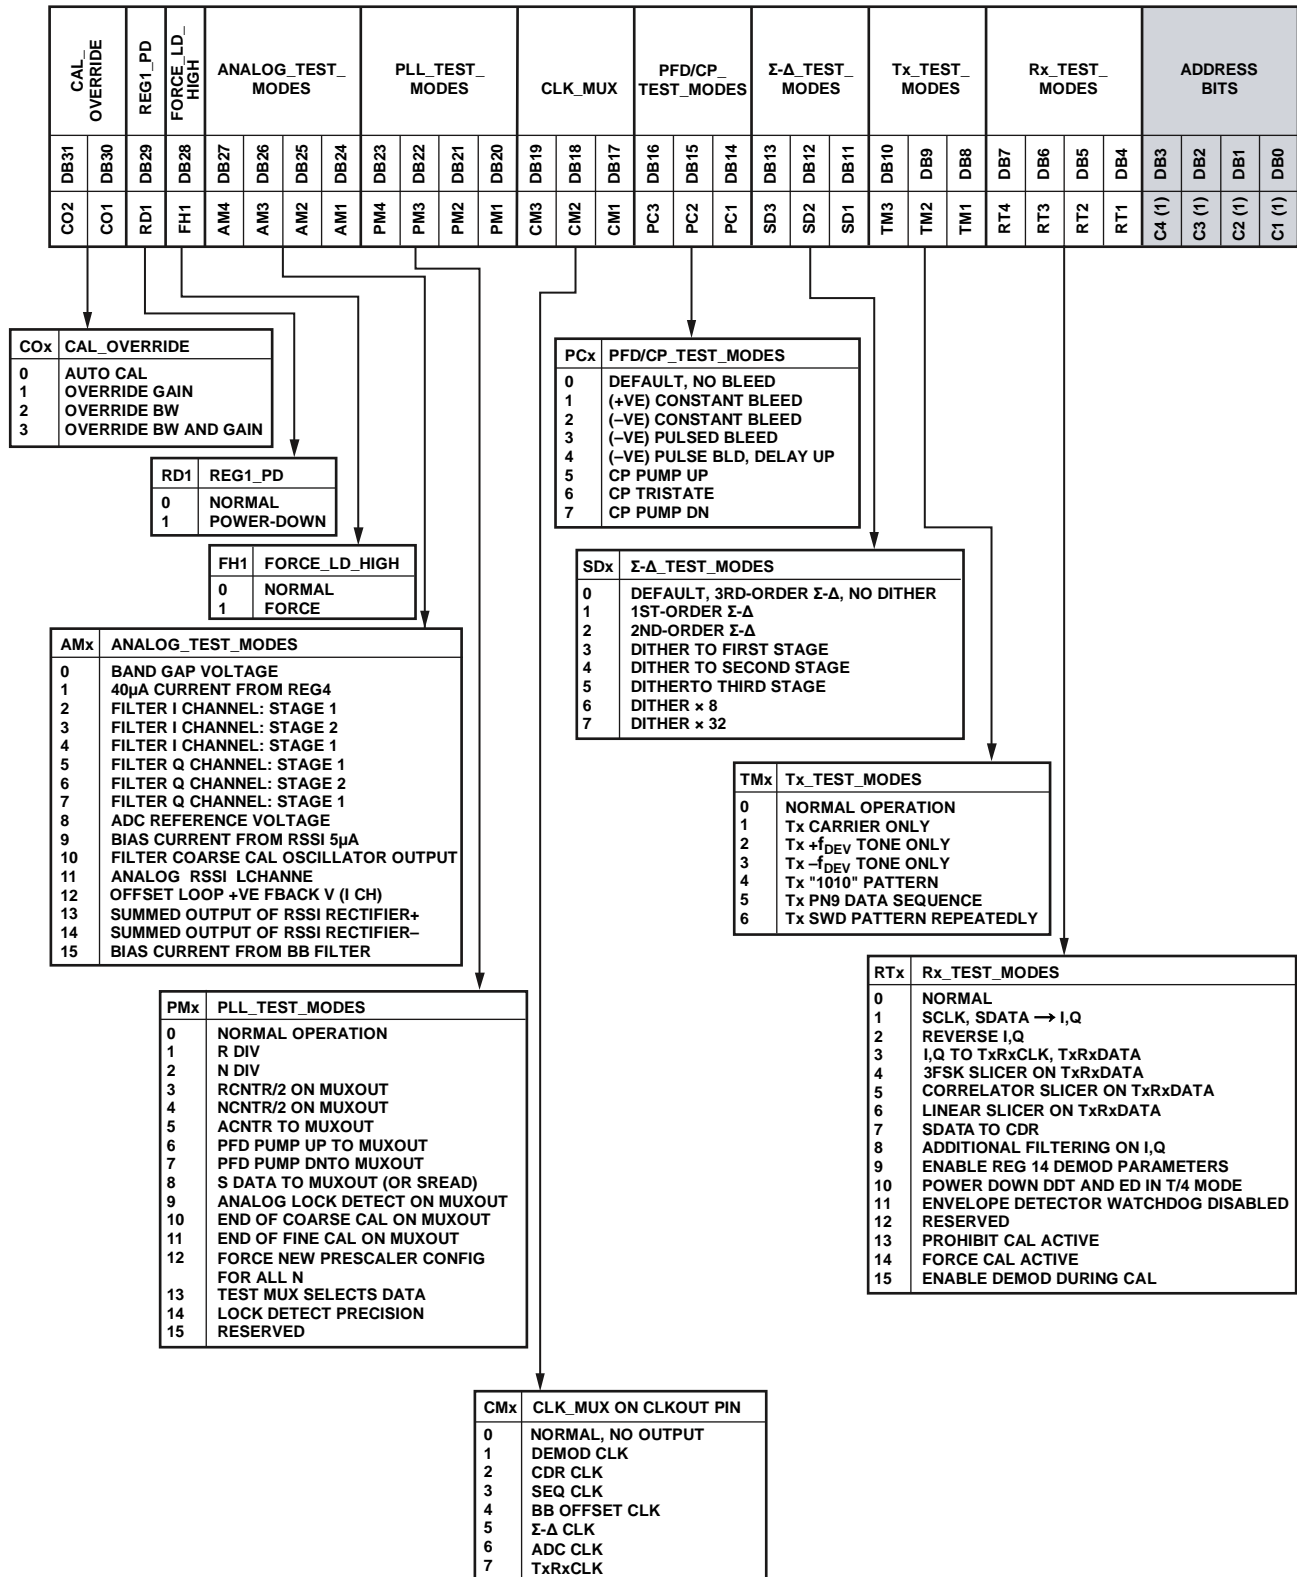 CAL_
OVERRIDE
REG1_PD
FORCE_LD_
HIGH
ANALOG_TEST_
MODES
PLL_TEST_
MODES
CLK_MUX
PFD/CP_
TEST_MODES
Σ-Δ_TEST_
MODES
Tx_TEST_
MODES
Rx_TEST_
MODES
ADDRESS
BITS
DB31 DB30 DB29 DB28 DB27 DB26 DB25 DB24 DB23 DB22 DB21 DB20 DB19 DB18 DB17 DB16 DB15 DB14 DB13 DB12 DB11 DB10 DB9 DB8 DB7 DB6 DB5 DB4 DB3 DB2 DB1 DB0
CO2 CO1 RD1 FH1 AM4 AM3 AM2 AM1 PM4 PM3 PM2 PM1 CM3 CM2 CM1 PC3 PC2 PC1 SD3 SD2 SD1 TM3 TM2 TM1 RT4 RT3 RT2 RT1 C4 (1) C3 (1) C2 (1) C1 (1)
COx CAL_OVERRIDE
0 AUTO CAL
1 OVERRIDE GAIN
2 OVERRIDE BW
3 OVERRIDE BW AND GAIN
RD1 REG1_PD
0 NORMAL
1 POWER-DOWN
FH1 FORCE_LD_HIGH
0 NORMAL
1 FORCE
AMx ANALOG_TEST_MODES
0 BAND GAP VOLTAGE
1 40µA CURRENT FROM REG4
2 FILTER I CHANNEL: STAGE 1
3 FILTER I CHANNEL: STAGE 2
4 FILTER I CHANNEL: STAGE 1
5 FILTER Q CHANNEL: STAGE 1
6 FILTER Q CHANNEL: STAGE 2
7 FILTER Q CHANNEL: STAGE 1
8 ADC REFERENCE VOLTAGE
9 BIAS CURRENT FROM RSSI 5µA
10 FILTER COARSE CAL OSCILLATOR OUTPUT
11 ANALOG RSSI LCHANNE
12 OFFSET LOOP +VE FBACK V (I CH)
13 SUMMED OUTPUT OF RSSI RECTIFIER+
14 SUMMED OUTPUT OF RSSI RECTIFIER–
15 BIAS CURRENT FROM BB FILTER
PMx PLL_TEST_MODES
0 NORMAL OPERATION
1 R DIV
2 N DIV
3 RCNTR/2 ON MUXOUT
4 NCNTR/2 ON MUXOUT
5 ACNTR TO MUXOUT
6 PFD PUMP UP TO MUXOUT
7 PFD PUMP DNTO MUXOUT
8 S DATA TO MUXOUT (OR SREAD)
9 ANALOG LOCK DETECT ON MUXOUT
10 END OF COARSE CAL ON MUXOUT
11 END OF FINE CAL ON MUXOUT
12 FORCE NEW PRESCALER CONFIG
FOR ALL N
13 TEST MUX SELECTS DATA
14 LOCK DETECT PRECISION
15 RESERVED
CMx CLK_MUX ON CLKOUT PIN
0 NORMAL, NO OUTPUT
1 DEMOD CLK
2 CDR CLK
3 SEQ CLK
4 BB OFFSET CLK
5 Σ-Δ CLK
6 ADC CLK
7 TxRxCLK
PCx PFD/CP_TEST_MODES
0 DEFAULT, NO BLEED
1 (+VE) CONSTANT BLEED
2 (–VE) CONSTANT BLEED
3 (–VE) PULSED BLEED
4 (–VE) PULSE BLD, DELAY UP
5 CP PUMP UP
6 CP TRISTATE
7 CP PUMP DN
SDx Σ-Δ_TEST_MODES
0 DEFAULT, 3RD-ORDER Σ-Δ, NO DITHER
1 1ST-ORDER Σ-Δ
2 2ND-ORDER Σ-Δ
3 DITHER TO FIRST STAGE
4 DITHER TO SECOND STAGE
5 DITHERTO THIRD STAGE
6 DITHER × 8
7 DITHER × 32
TMx Tx_TEST_MODES
0 NORMAL OPERATION
1 Tx CARRIER ONLY
2 Tx +fDEV TONE ONLY
3 Tx –fDEV TONE ONLY
4 Tx "1010" PATTERN
5 Tx PN9 DATA SEQUENCE
6 Tx SWD PATTERN REPEATEDLY
RTx Rx_TEST_MODES
0 NORMAL
1 SCLK, SDATA → I,Q
2 REVERSE I,Q
3 I,Q TO TxRxCLK, TxRxDATA
4 3FSK SLICER ON TxRxDATA
5 CORRELATOR SLICER ON TxRxDATA
6 LINEAR SLICER ON TxRxDATA
7 SDATA TO CDR
8 ADDITIONAL FILTERING ON I,Q
9 ENABLE REG 14 DEMOD PARAMETERS
10 POWER DOWN DDT AND ED IN T/4 MODE
11 ENVELOPE DETECTOR WATCHDOG DISABLED
12 RESERVED
13 PROHIBIT CAL ACTIVE
14 FORCE CAL ACTIVE
15 ENABLE DEMOD DURING CAL